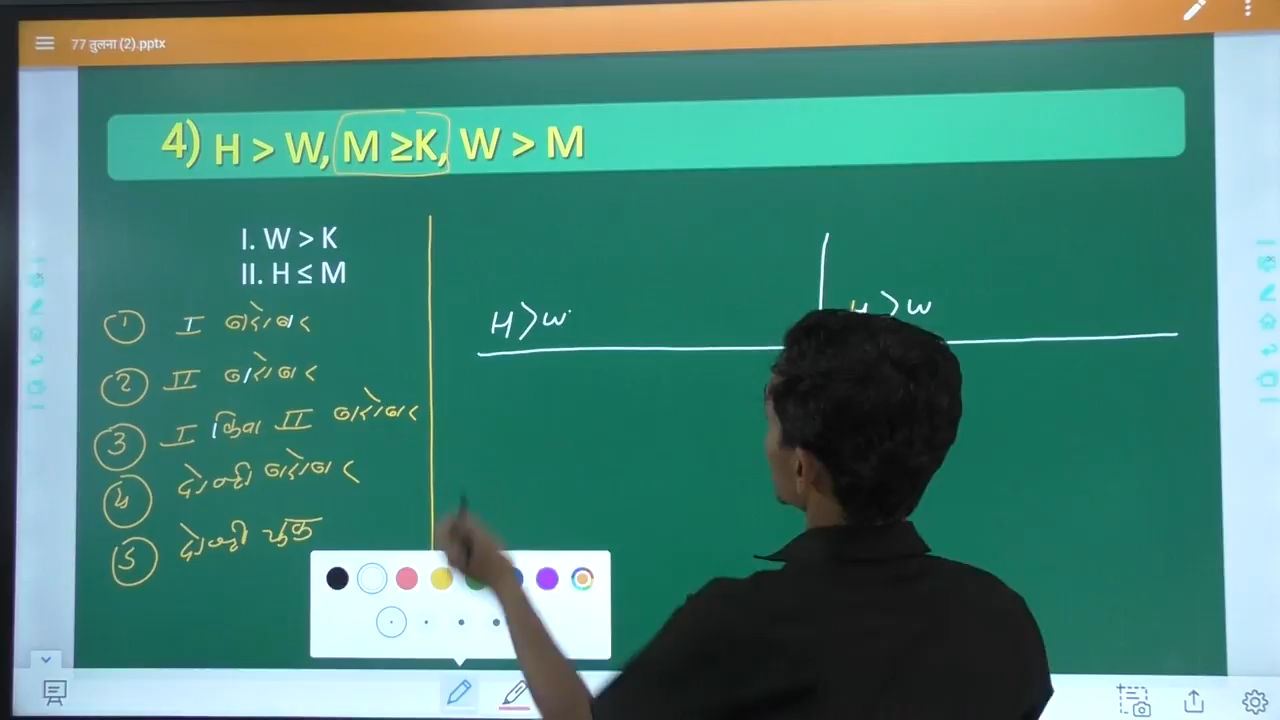 77 तुलना (2).pptx
4) H > W, M ≥K, W > M
I. W > K
II. H ≤ M
1 I बरोबर
2 II बरोबर
3 I किंवा II बरोबर
4 दोन्ही बरोबर
5 दोन्ही चूक
H > W
H > W